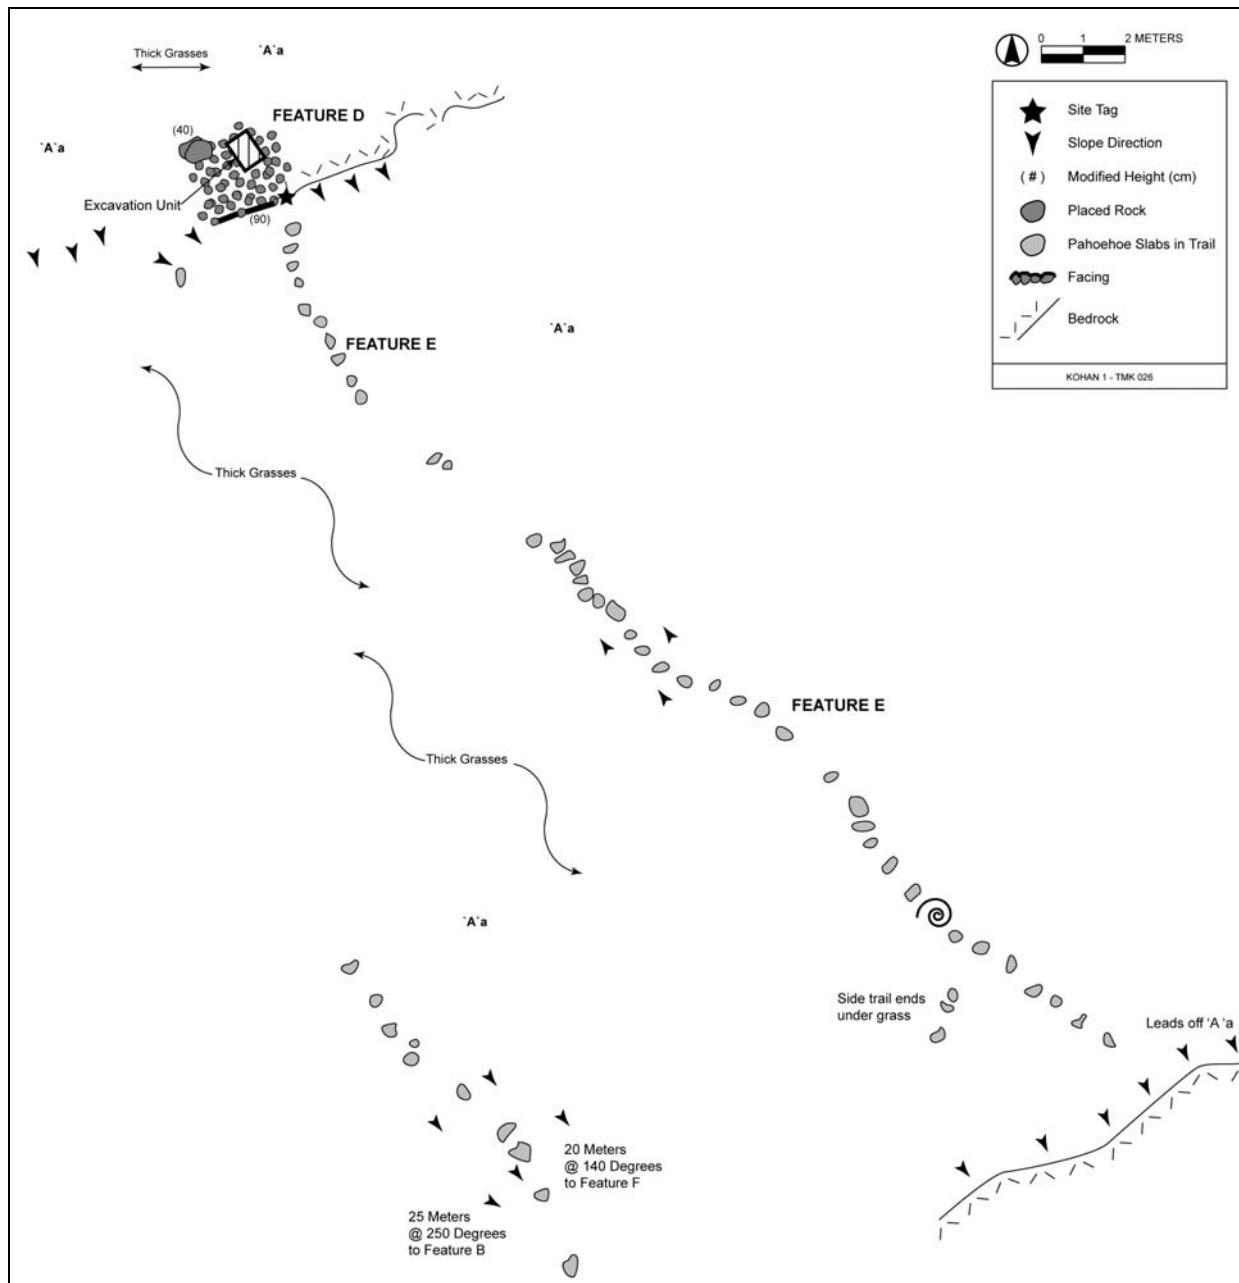 Thick Grasses
`A`a
0 1 2 METERS
FEATURE D
(40)
`A`a
Excavation Unit
(90)
Site Tag
Slope Direction
( # ) Modified Height (cm)
Placed Rock
Pahoehoe Slabs in Trail
Facing
Bedrock
KOHAN 1 - TMK 026
`A`a
FEATURE E
Thick Grasses
FEATURE E
Thick Grasses
`A`a
Side trail ends
under grass
Leads off ‘A ‘a
20 Meters
@ 140 Degrees
to Feature F
25 Meters
@ 250 Degrees
to Feature B